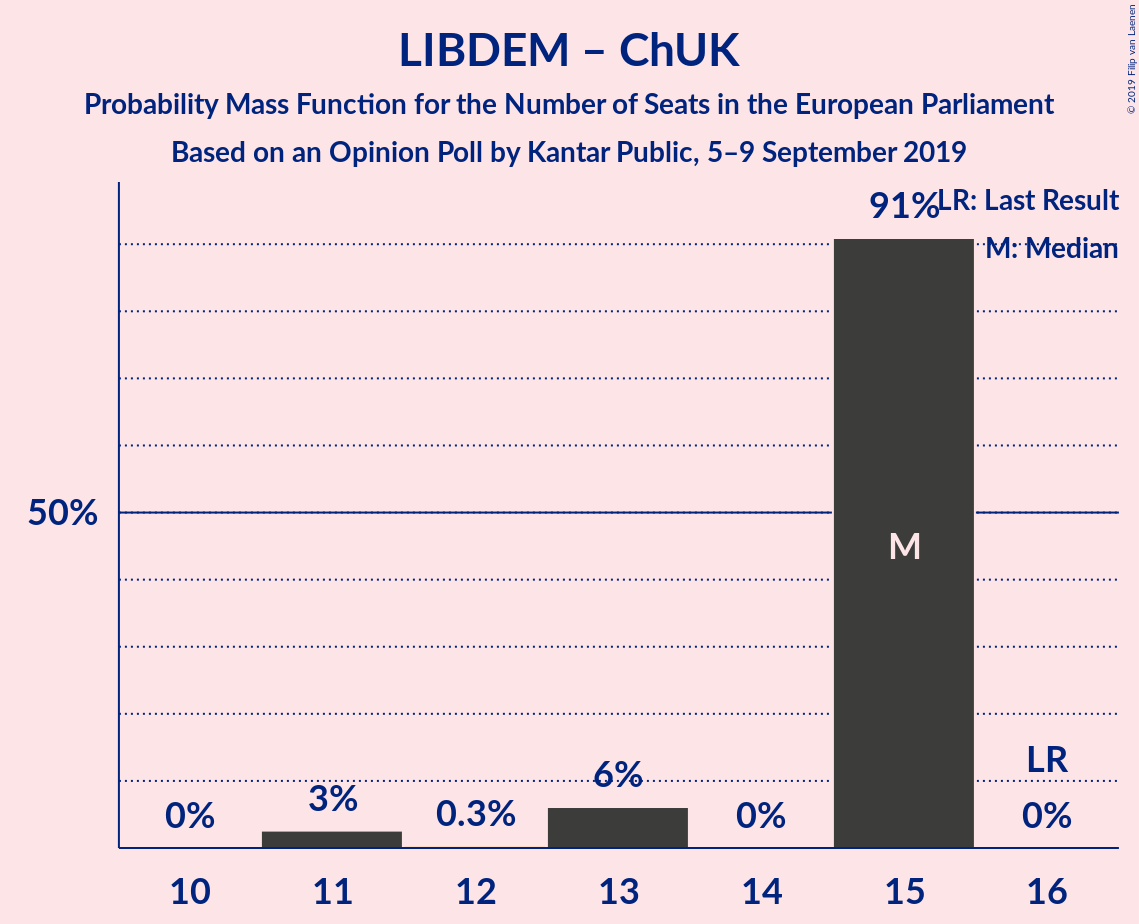 LIBDEM – ChUK
Probability Mass Function for the Number of Seats in the European Parliament
Based on an Opinion Poll by Kantar Public, 5–9 September 2019
© 2019 Filip van Laenen
LR: Last Result
M: Median
91%
50%
M
LR
0%
3%
0.3%
6%
0%
0%
10
11
12
13
14
15
16